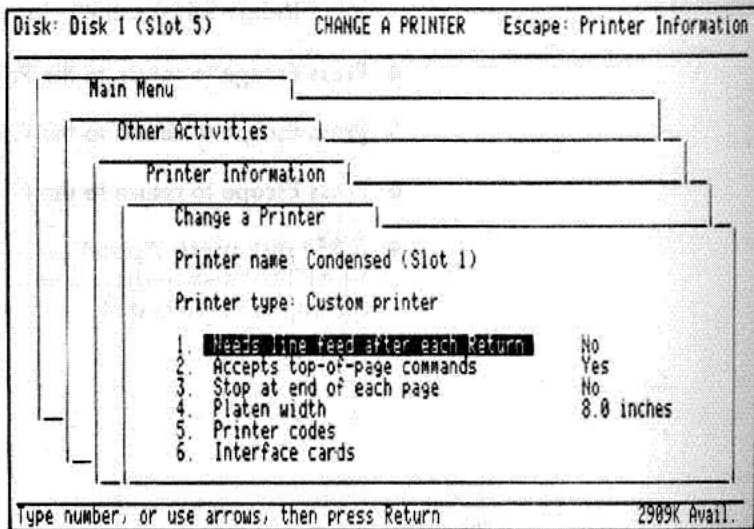 Disk: Disk 1 (Slot 5) CHANGE A PRINTER Escape: Printer Information
Main Menu
Other Activities
Printer Information
Change a Printer
Printer name: Condensed (Slot 1)
Printer type: Custom printer
1. Needs line feed after each Return No
2. Accepts top-of-page commands Yes
3. Stop at end of each page No
4. Platen width 8.0 inches
5. Printer codes
6. Interface cards
Type number, or use arrows, then press Return 2909K Avail.